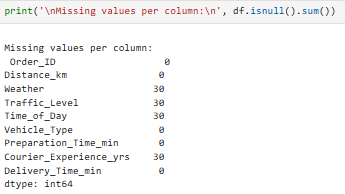 print('\nMissing values per column:\n', df.isnull().sum())
Missing values per column:
 Order_ID                  0
Distance_km               0
Weather                  30
Traffic_Level            30
Time_of_Day              30
Vehicle_Type              0
Preparation_Time_min      0
Courier_Experience_yrs   30
Delivery_Time_min         0
dtype: int64